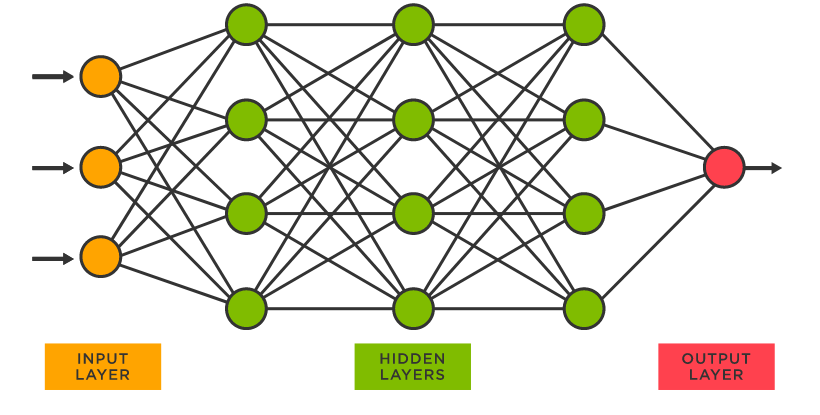 INPUT
LAYER
HIDDEN
LAYERS
OUTPUT
LAYER